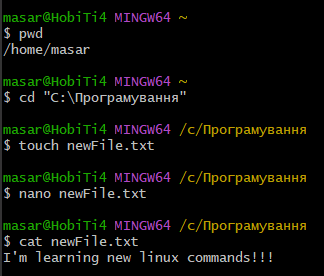 masar@HobiTi4 MINGW64 ~
$ pwd
/home/masar
masar@HobiTi4 MINGW64 ~
$ cd "C:\Програмування"
masar@HobiTi4 MINGW64 /c/Програмування
$ touch newFile.txt
masar@HobiTi4 MINGW64 /c/Програмування
$ nano newFile.txt
masar@HobiTi4 MINGW64 /c/Програмування
$ cat newFile.txt
I'm learning new linux commands!!!